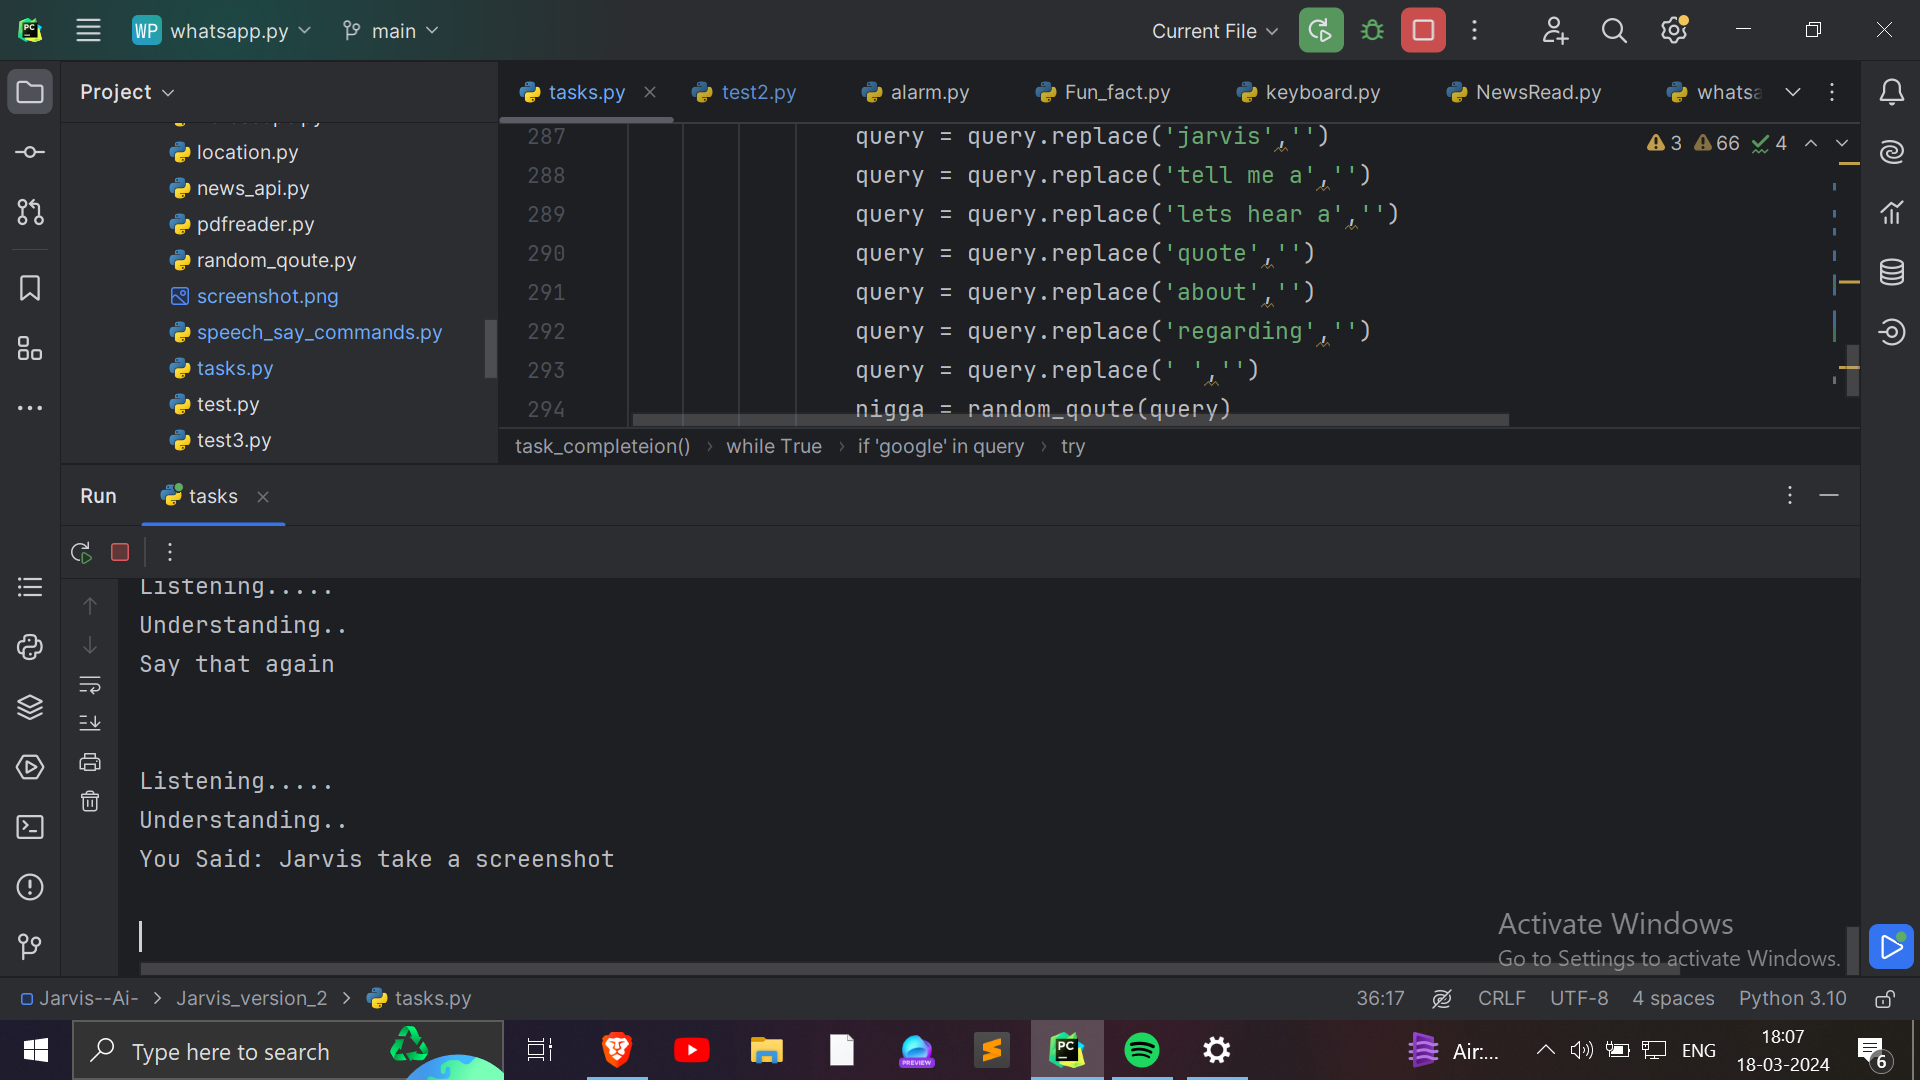 WP whatsapp.py main Current File
Project
tasks.py test2.py alarm.py Fun_fact.py keyboard.py NewsRead.py whatsa
location.py
news_api.py
pdfreader.py
random_qoute.py
screenshot.png
speech_say_commands.py
tasks.py
test.py
test3.py
3 66 4
287 query = query.replace('jarvis','')
288 query = query.replace('tell me a','')
289 query = query.replace('lets hear a','')
290 query = query.replace('quote','')
291 query = query.replace('about','')
292 query = query.replace('regarding','')
293 query = query.replace(' ','')
294 nigga = random_qoute(query)
task_completeion() › while True › if 'google' in query › try
Run tasks
Listening.....
Understanding..
Say that again
Listening.....
Understanding..
You Said: Jarvis take a screenshot
Activate Windows
Go to Settings to activate Windows.
Jarvis--Ai- > Jarvis_version_2 > tasks.py 36:17 CRLF UTF-8 4 spaces Python 3.10
Type here to search PREVIEW PC Air:... ENG 18:07
18-03-2024 6